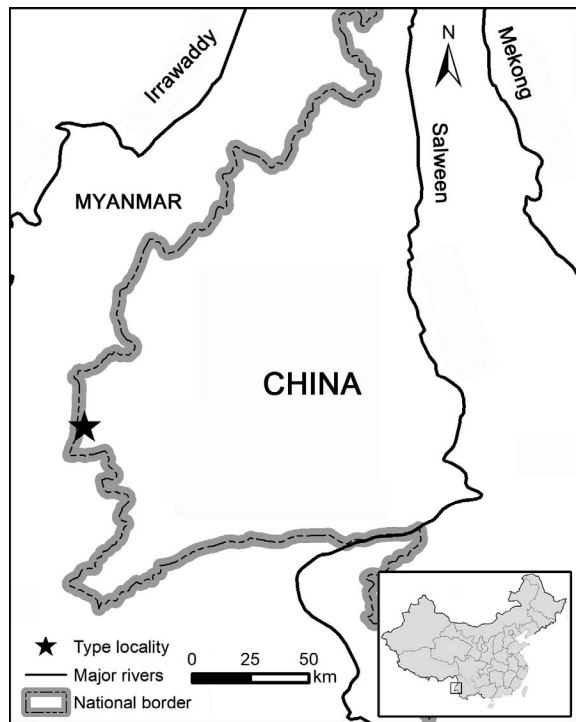 Irrawaddy
N
Mekong
Salween
MYANMAR
CHINA
Type locality
Major rivers
National border
0 25 50
km